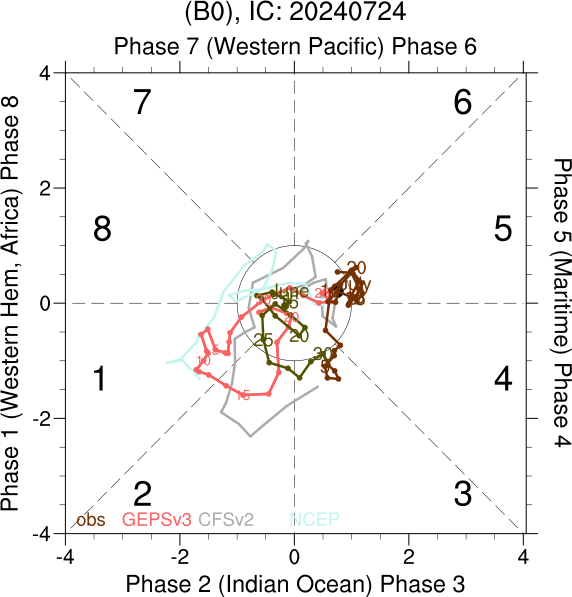 (B0), IC: 20240724
Phase 7 (Western Pacific) Phase 6
4
2
0
-2
-4
Phase 1 (Western Hem, Africa) Phase 8
7
6
8
5
1
4
2
3
20
June
25
20
30
5
10
15
25
obs
GEPSv3
CFSv2
NCEP
-4
-2
0
2
4
Phase 2 (Indian Ocean) Phase 3
Phase 5 (Maritime) Phase 4